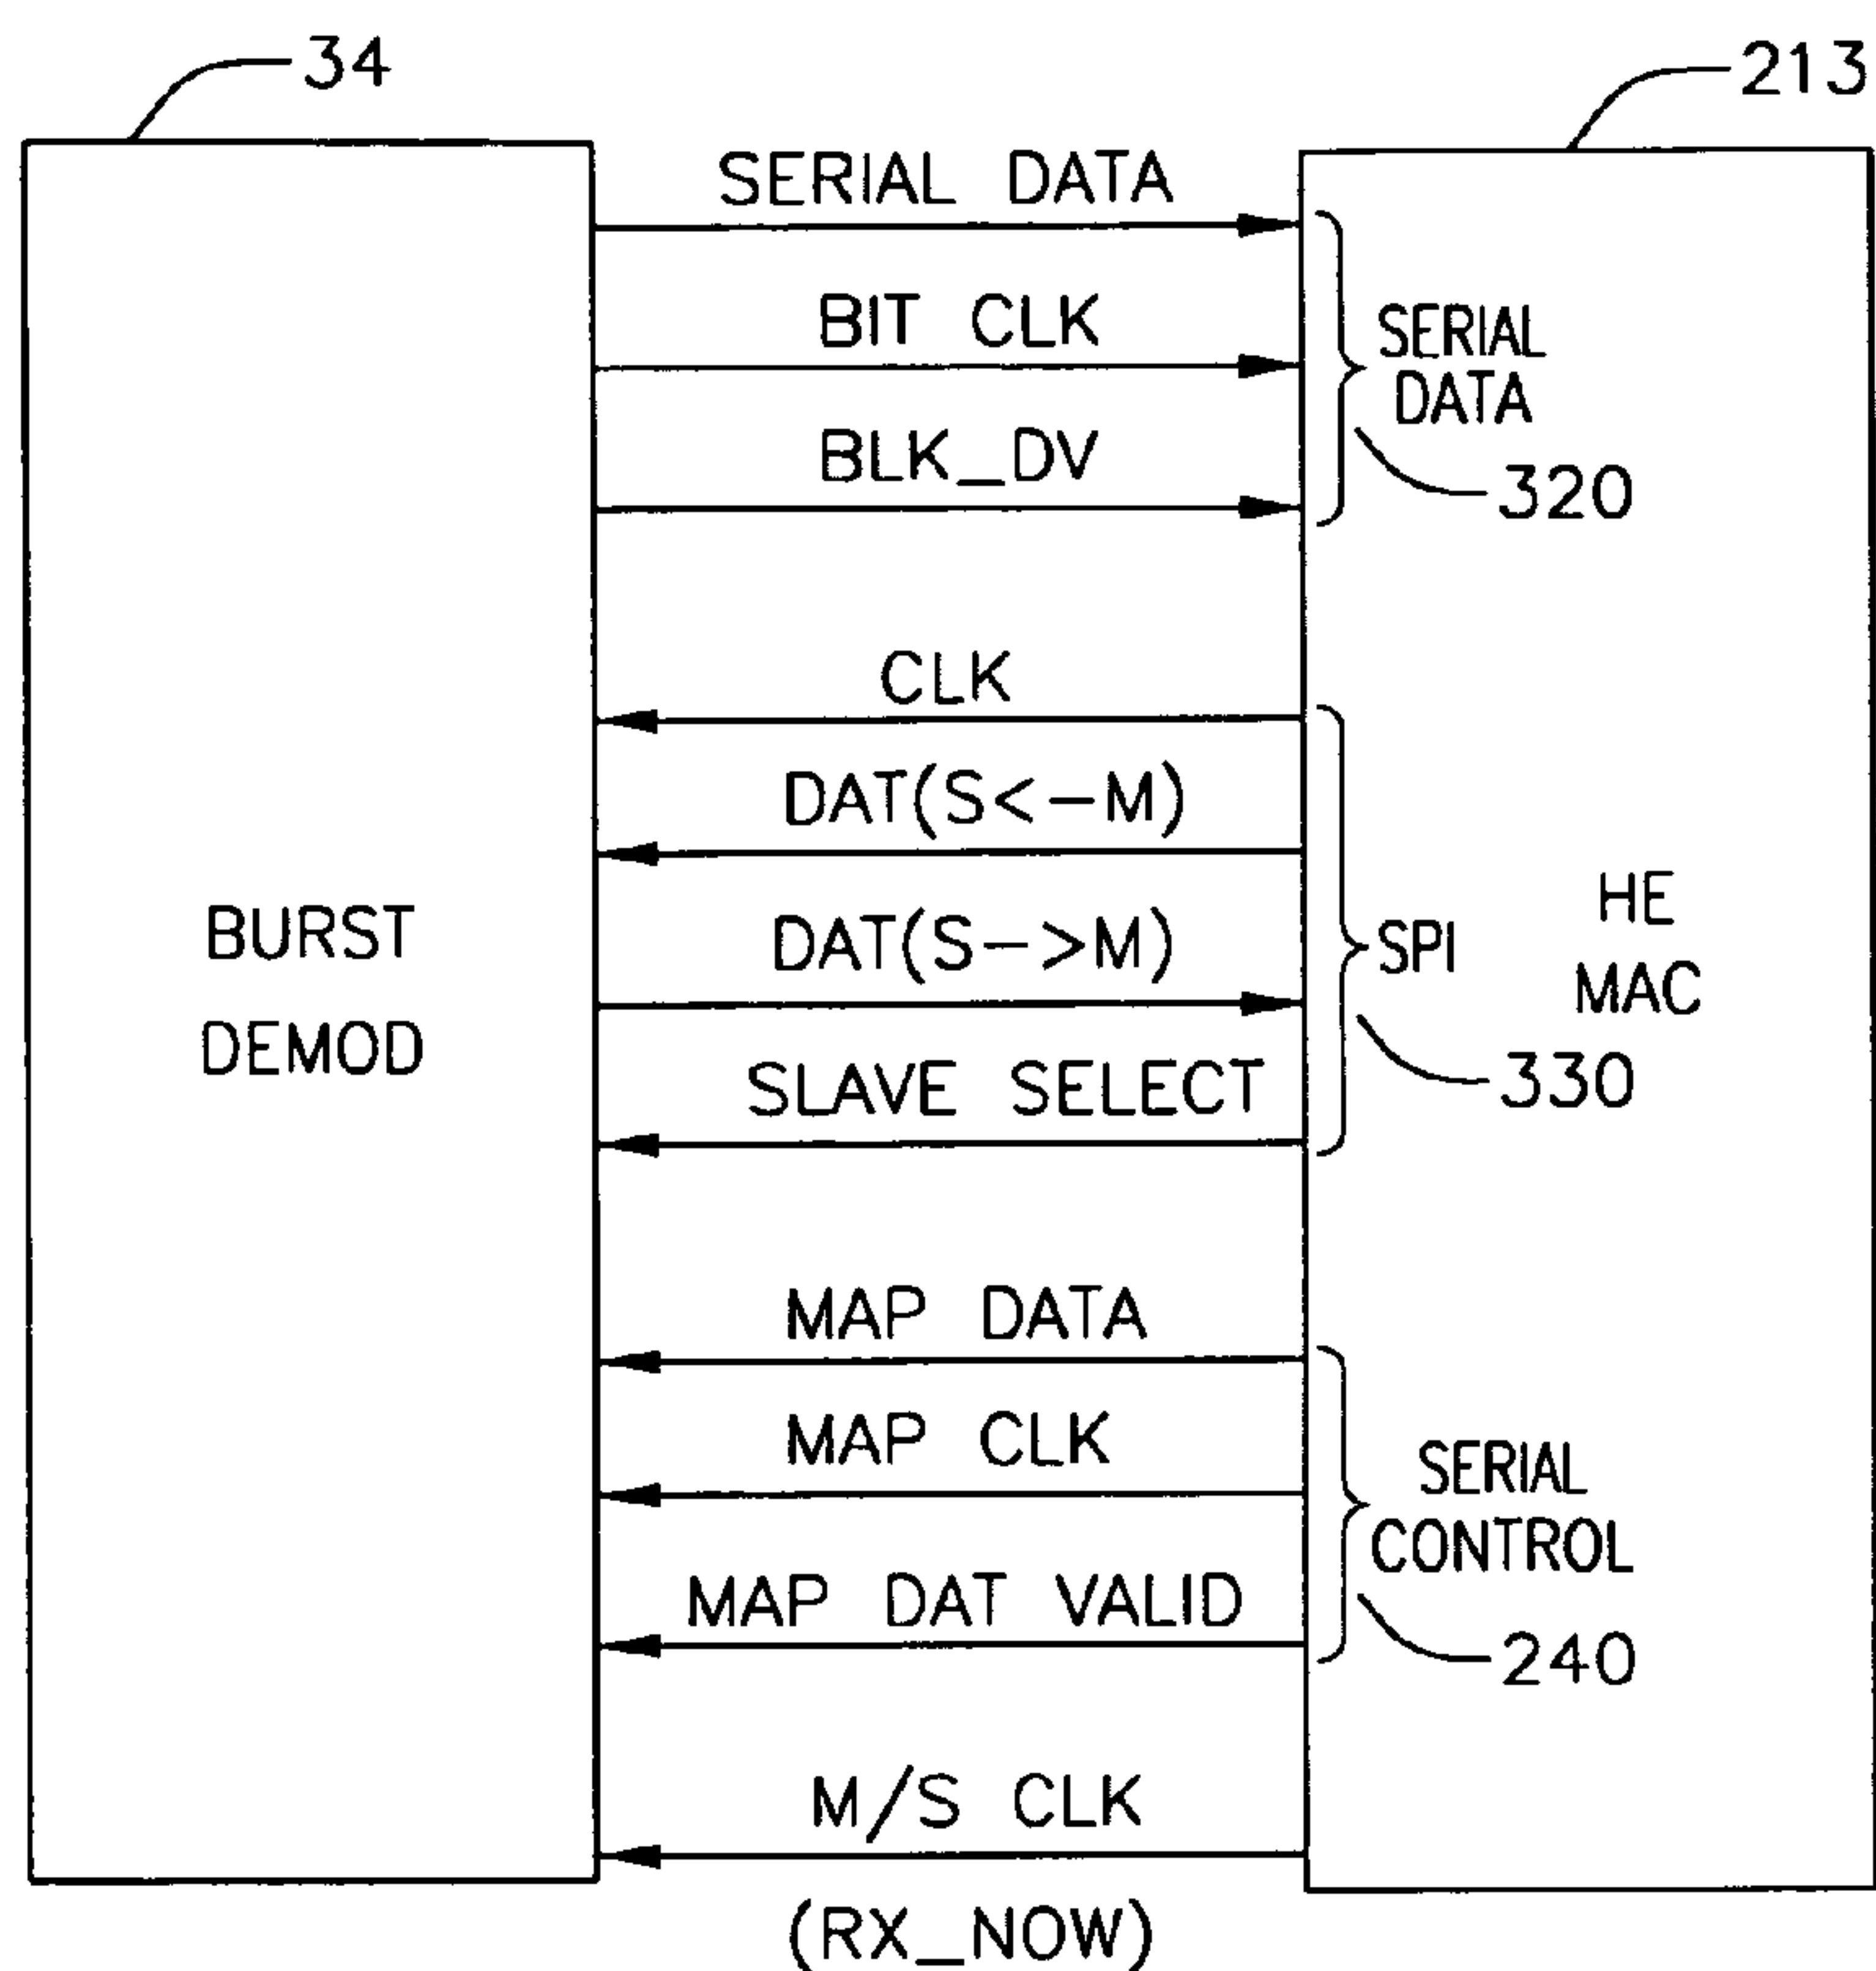 34
213
SERIAL DATA
BIT CLK
BLK_DV
SERIAL
DATA
320
CLK
DAT(S<-M)
DAT(S->M)
SLAVE SELECT
SPI
330
BURST
DEMOD
HE
MAC
MAP DATA
MAP CLK
MAP DAT VALID
SERIAL
CONTROL
240
M/S CLK
(RX_NOW)